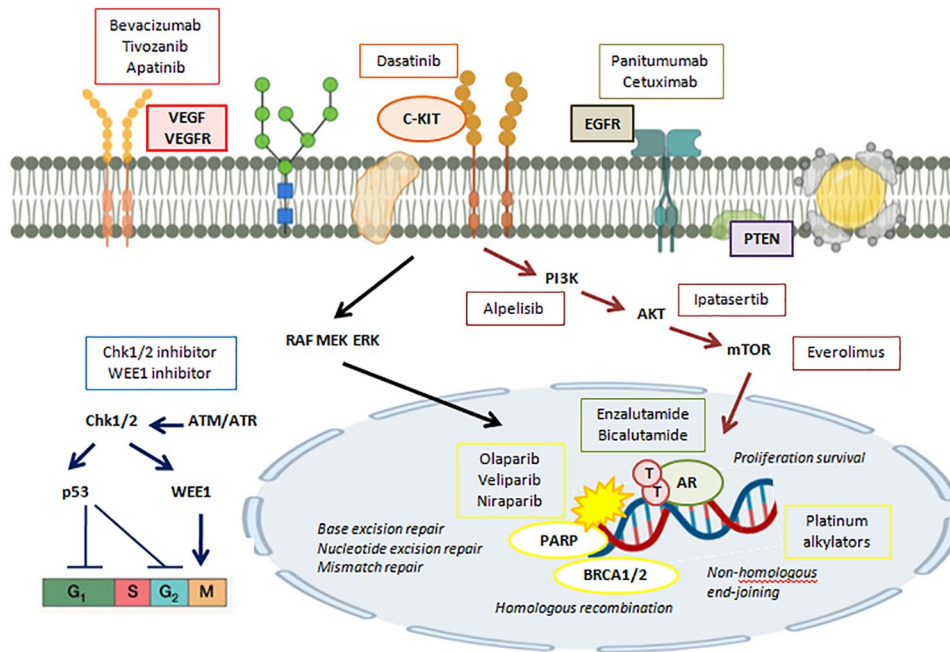 Bevacizumab
Tivozanib
Apatinib
VEGF
VEGFR
Dasatinib
C-KIT
Panitumumab
Cetuximab
EGFR
PTEN
PI3K
Alpelisib
AKT
Ipatasertib
mTOR
Everolimus
RAF MEK ERK
Chk1/2 inhibitor
WEE1 inhibitor
Chk1/2
ATM/ATR
p53
WEE1
G1
S
G2
M
Enzalutamide
Bicalutamide
Olaparib
Veliparib
Niraparib
T
T
AR
Proliferation survival
PARP
BRCA1/2
Platinum
alkylators
Base excision repair
Nucleotide excision repair
Mismatch repair
Non-homologous
end-joining
Homologous recombination